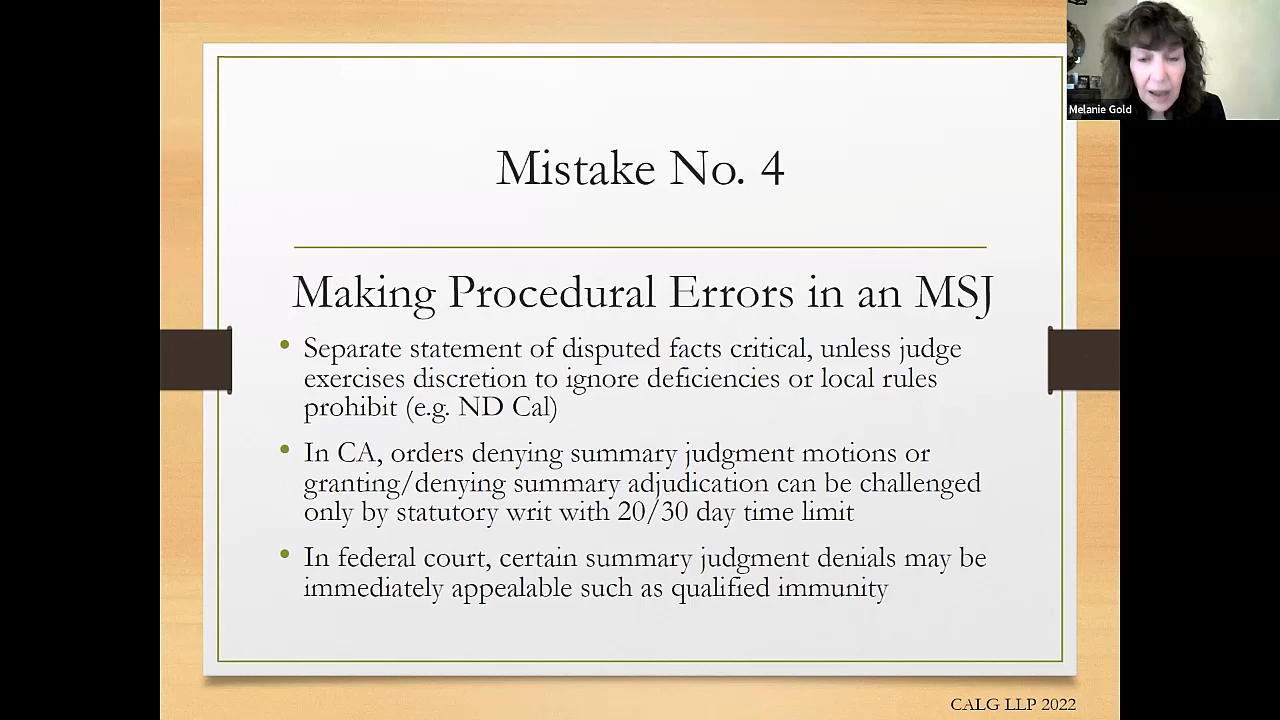 Melanie Gold
Mistake No. 4
Making Procedural Errors in an MSJ
• Separate statement of disputed facts critical, unless judge
exercises discretion to ignore deficiencies or local rules
prohibit (e.g. ND Cal)
• In CA, orders denying summary judgment motions or
granting/denying summary adjudication can be challenged
only by statutory writ with 20/30 day time limit
• In federal court, certain summary judgment denials may be
immediately appealable such as qualified immunity
CALG LLP 2022